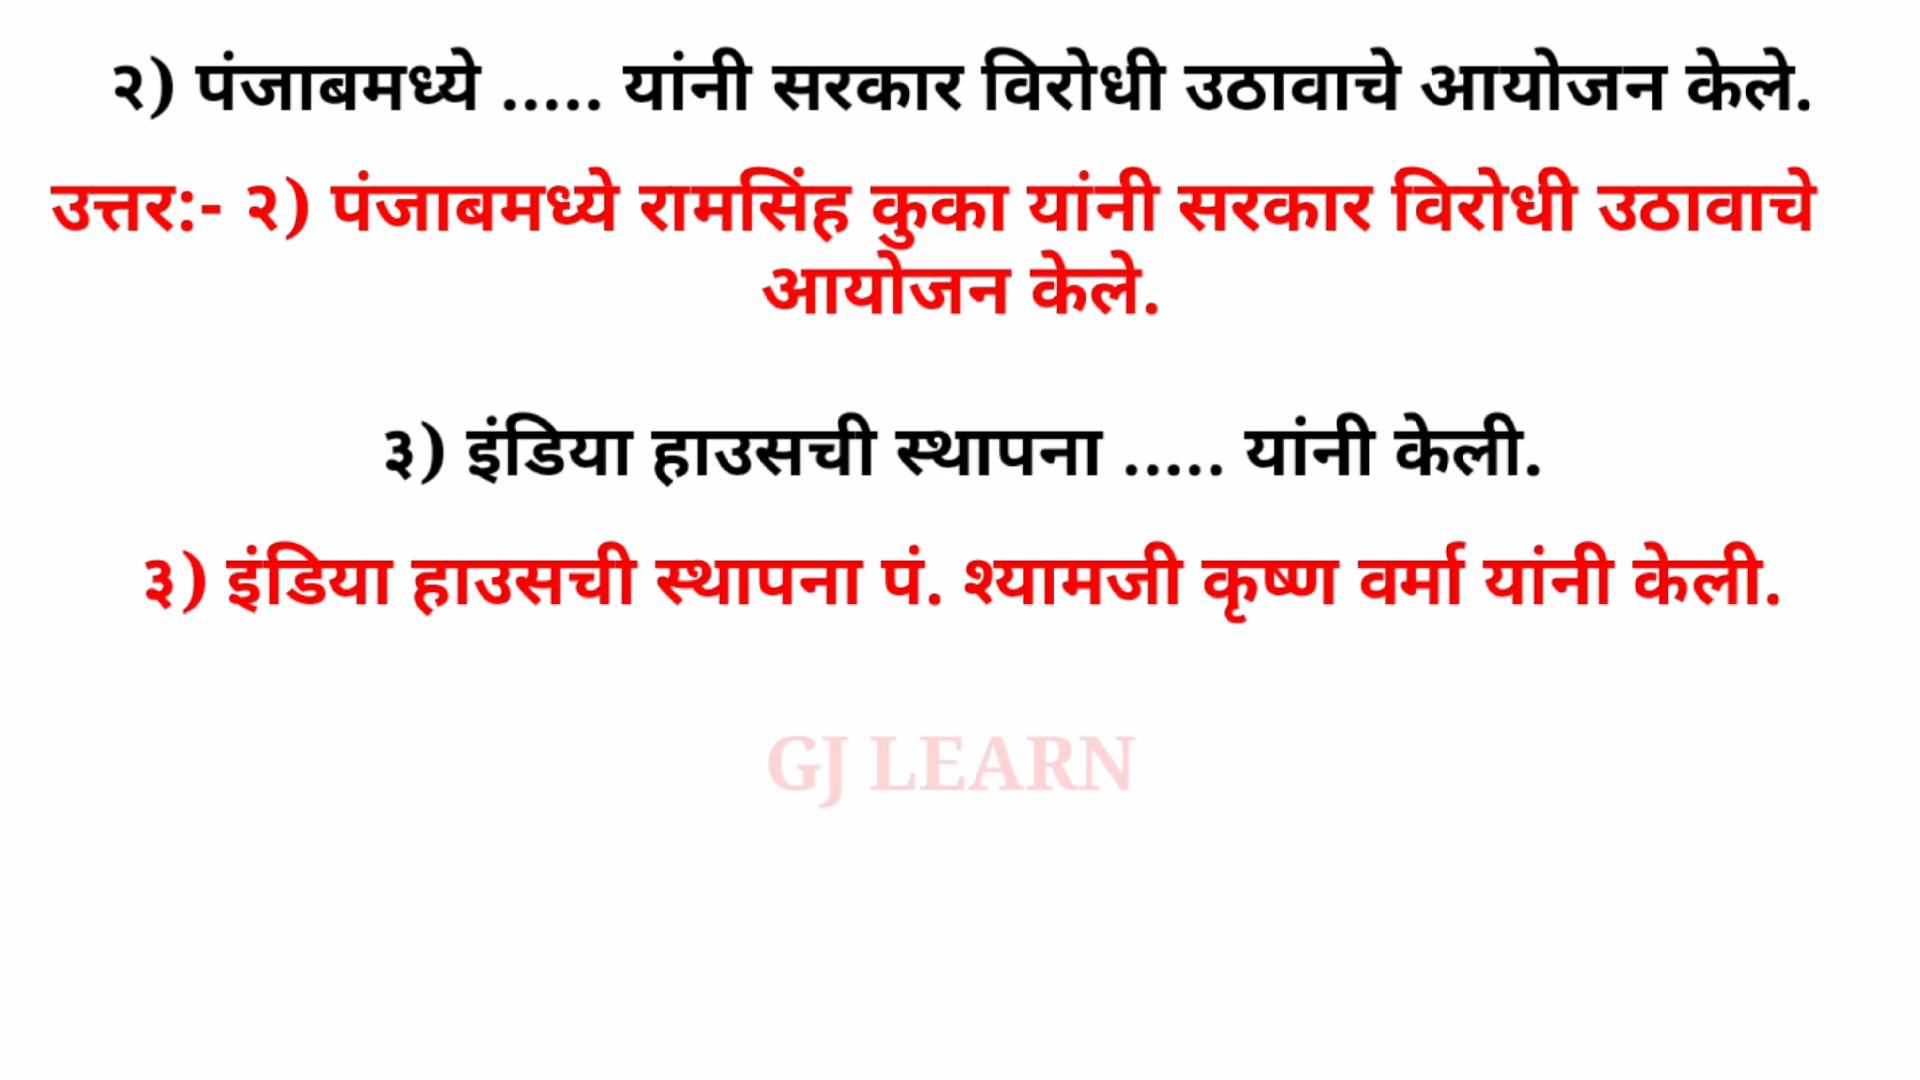 २) पंजाबमध्ये ..... यांनी सरकार विरोधी उठावाचे आयोजन केले.
उत्तर:- २) पंजाबमध्ये रामसिंह कुका यांनी सरकार विरोधी उठावाचे
आयोजन केले.
३) इंडिया हाउसची स्थापना ..... यांनी केली.
३) इंडिया हाउसची स्थापना पं. श्यामजी कृष्ण वर्मा यांनी केली.
GJ LEARN